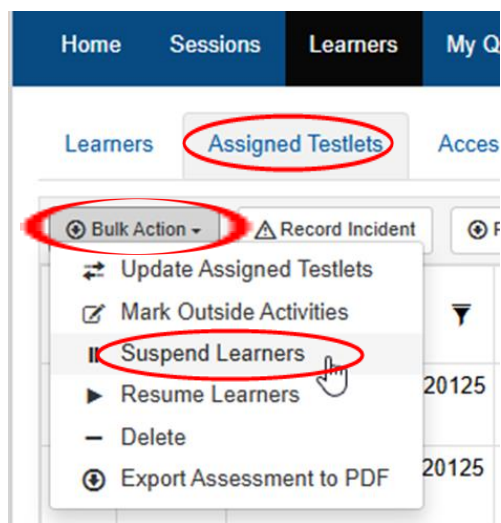 Home Sessions Learners My Q
Learners Assigned Testlets Acces
Bulk Action Record Incident
Update Assigned Testlets
Mark Outside Activities
Suspend Learners
Resume Learners 20125
Delete
Export Assessment to PDF 20125